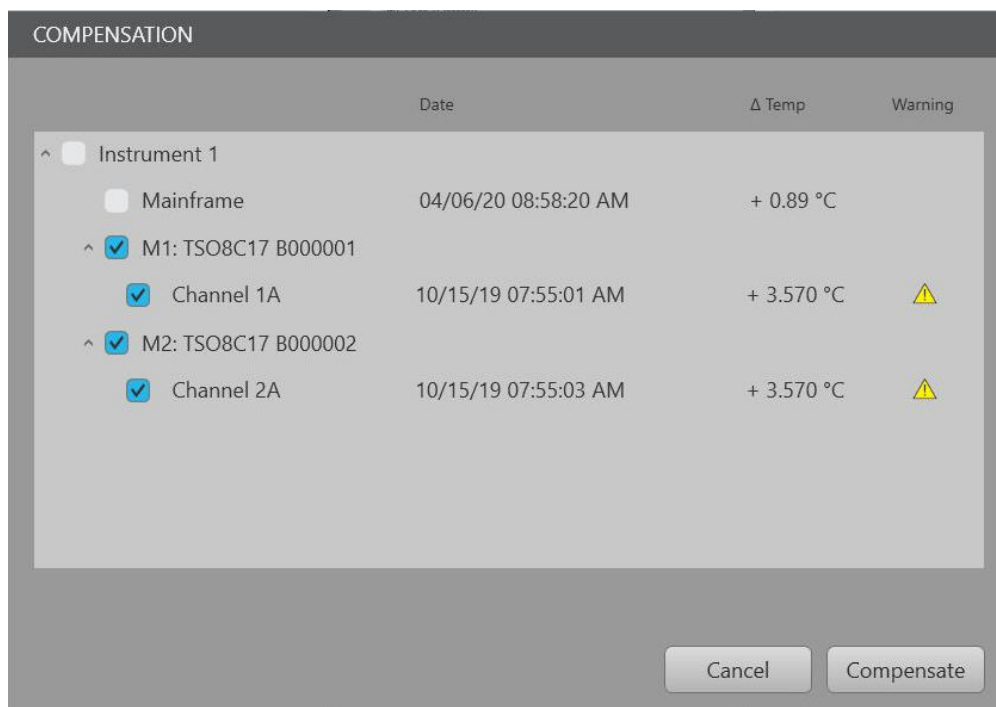 COMPENSATION
Date Δ Temp Warning
Instrument 1
Mainframe 04/06/20 08:58:20 AM + 0.89 °C
M1: TSO8C17 B000001
Channel 1A 10/15/19 07:55:01 AM + 3.570 °C
M2: TSO8C17 B000002
Channel 2A 10/15/19 07:55:03 AM + 3.570 °C
Cancel Compensate